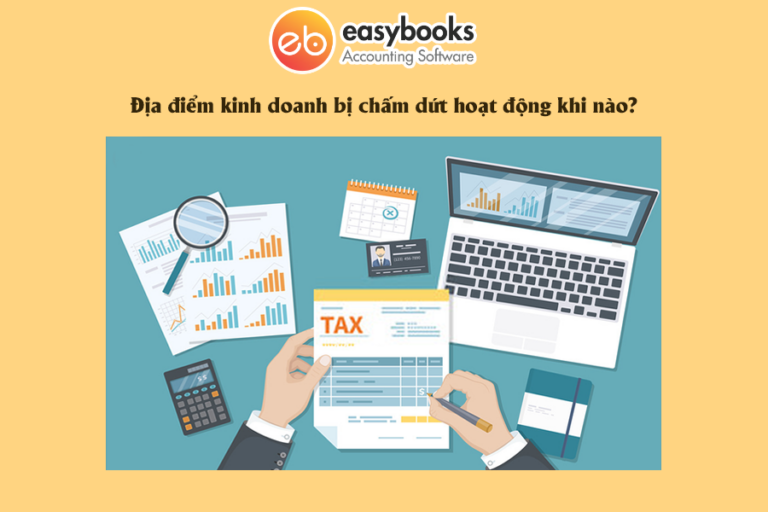 eb easybooks
Accounting Software
Địa điểm kinh doanh bị chấm dứt hoạt động khi nào?
TAX